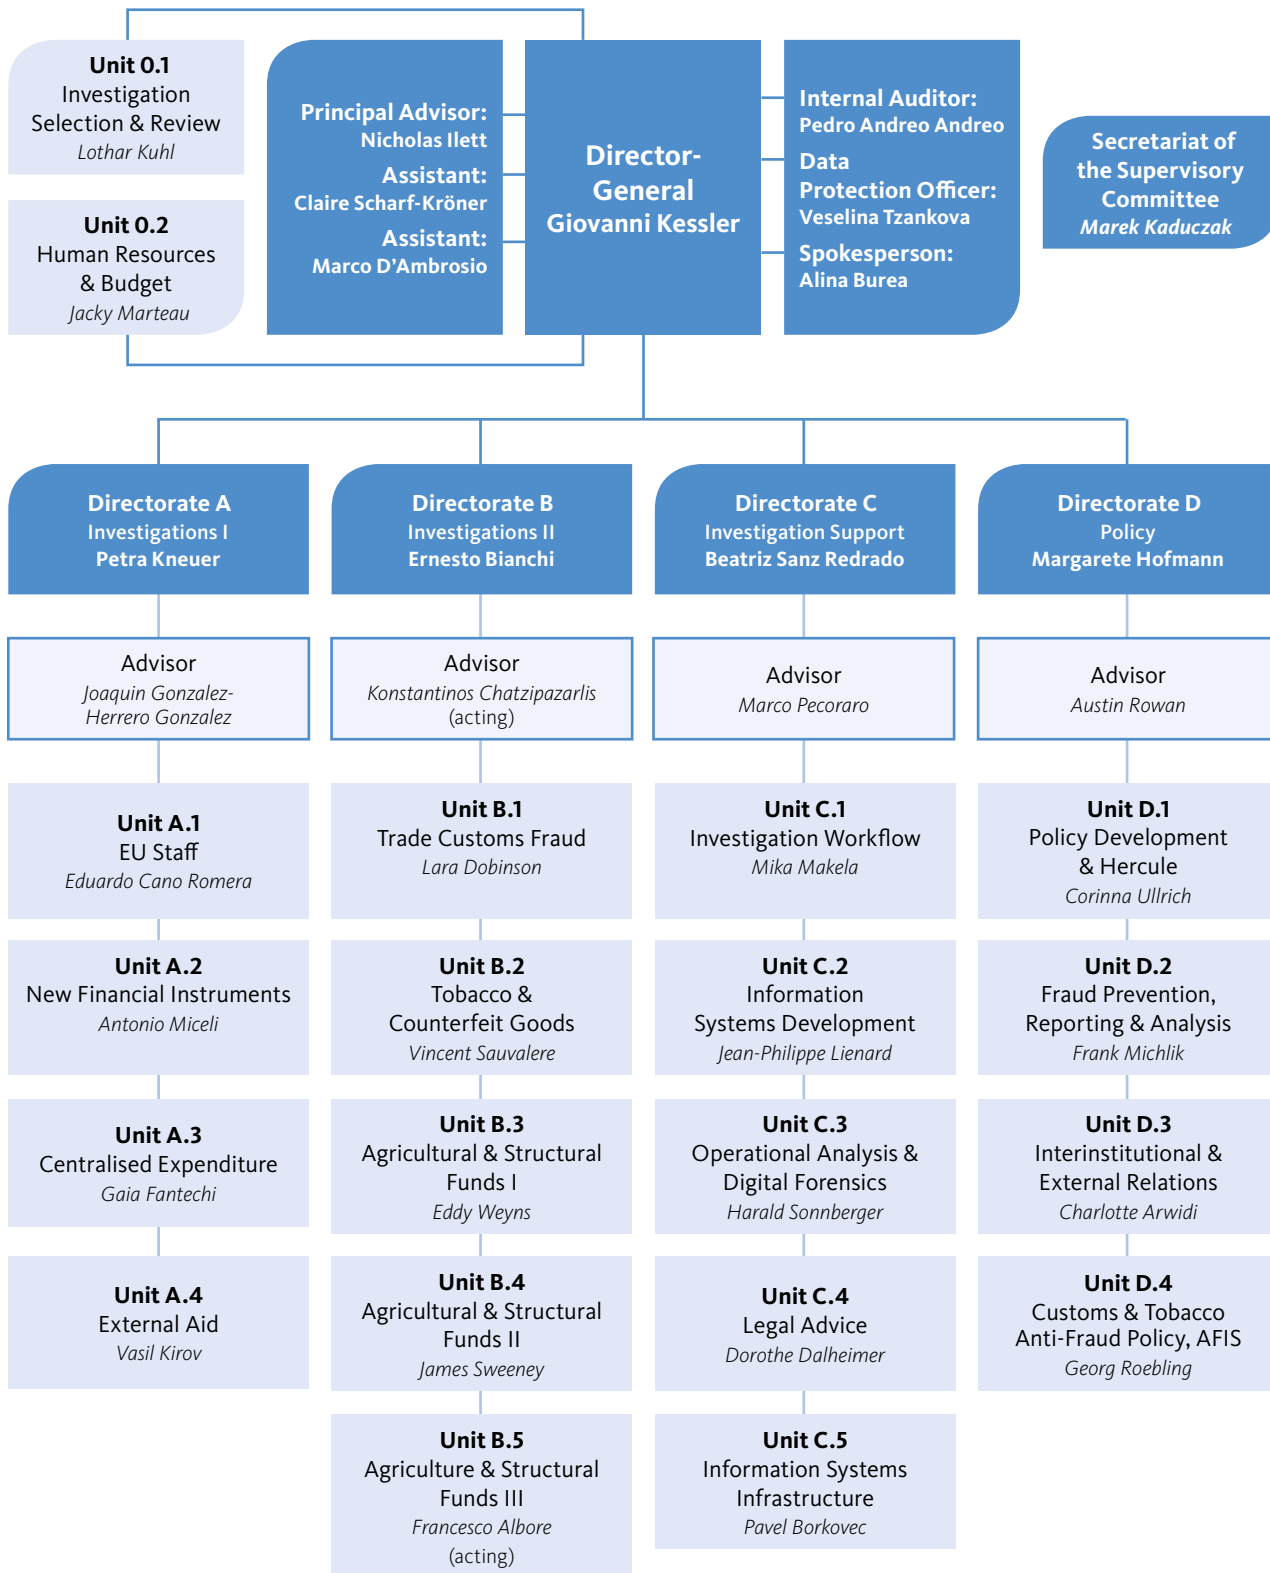 Unit 0.1
Investigation
Selection & Review
Lothar Kuhl
Unit 0.2
Human Resources
& Budget
Jacky Marteau
Principal Advisor:
Nicholas Ilett
Assistant:
Claire Scharf-Kröner
Assistant:
Marco D’Ambrosio
Director-
General
Giovanni Kessler
Internal Auditor:
Pedro Andreo Andreo
Data
Protection Officer:
Veselina Tzankova
Spokesperson:
Alina Burea
Secretariat of
the Supervisory
Committee
Marek Kaduczak
Directorate A
Investigations I
Petra Kneuer
Advisor
Joaquin Gonzalez-
Herrero Gonzalez
Unit A.1
EU Staff
Eduardo Cano Romera
Unit A.2
New Financial Instruments
Antonio Miceli
Unit A.3
Centralised Expenditure
Gaia Fantechi
Unit A.4
External Aid
Vasil Kirov
Directorate B
Investigations II
Ernesto Bianchi
Advisor
Konstantinos Chatzipazarlis
(acting)
Unit B.1
Trade Customs Fraud
Lara Dobinson
Unit B.2
Tobacco &
Counterfeit Goods
Vincent Sauvalere
Unit B.3
Agricultural & Structural
Funds I
Eddy Weyns
Unit B.4
Agricultural & Structural
Funds II
James Sweeney
Unit B.5
Agriculture & Structural
Funds III
Francesco Albore
(acting)
Directorate C
Investigation Support
Beatriz Sanz Redrado
Advisor
Marco Pecoraro
Unit C.1
Investigation Workflow
Mika Makela
Unit C.2
Information
Systems Development
Jean-Philippe Lienard
Unit C.3
Operational Analysis &
Digital Forensics
Harald Sonnberger
Unit C.4
Legal Advice
Dorothe Dalheimer
Unit C.5
Information Systems
Infrastructure
Pavel Borkovec
Directorate D
Policy
Margarete Hofmann
Advisor
Austin Rowan
Unit D.1
Policy Development
& Hercule
Corinna Ullrich
Unit D.2
Fraud Prevention,
Reporting & Analysis
Frank Michlik
Unit D.3
Interinstitutional &
External Relations
Charlotte Arwidi
Unit D.4
Customs & Tobacco
Anti-Fraud Policy, AFIS
Georg Roebling